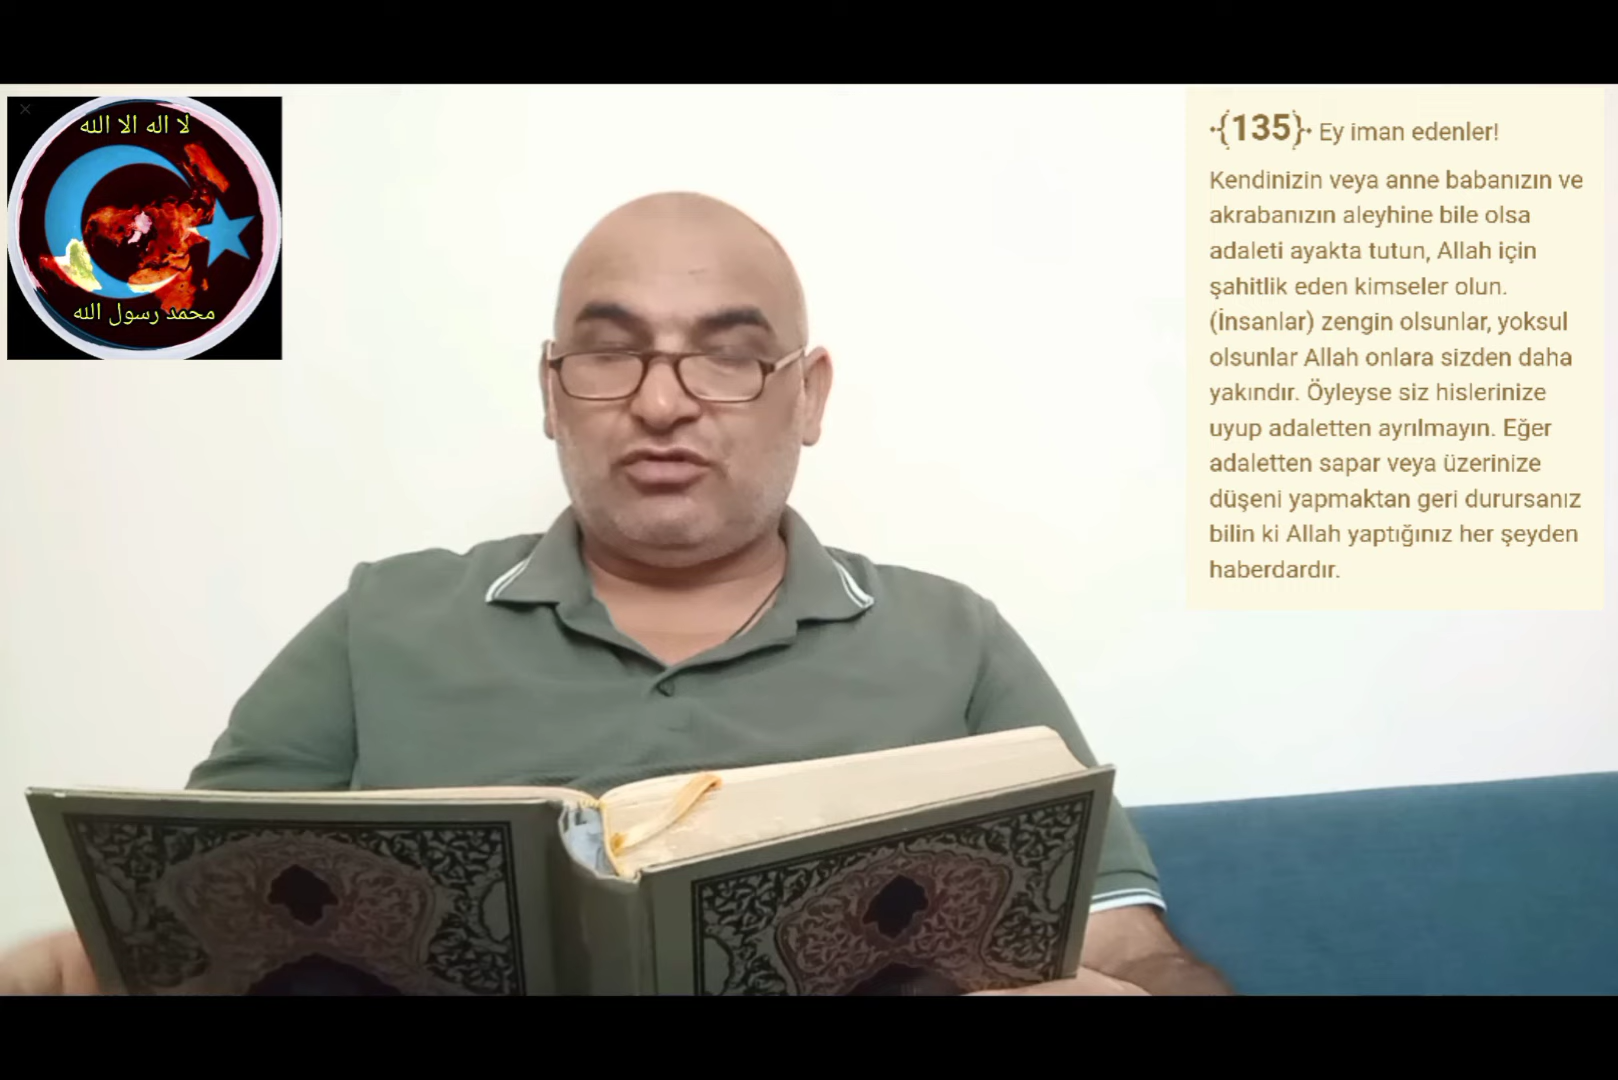 لا اله الا الله
محمد رسول الله
{135} Ey iman edenler!
Kendinizin veya anne babanızın ve
akrabanızın aleyhine bile olsa
adaleti ayakta tutun, Allah için
şahitlik eden kimseler olun.
(İnsanlar) zengin olsunlar, yoksul
olsunlar Allah onlara sizden daha
yakındır. Öyleyse siz hislerinize
uyup adaletten ayrılmayın. Eğer
adaletten sapar veya üzerinize
düşeni yapmaktan geri durursanız
bilin ki Allah yaptığınız her şeyden
haberdardır.